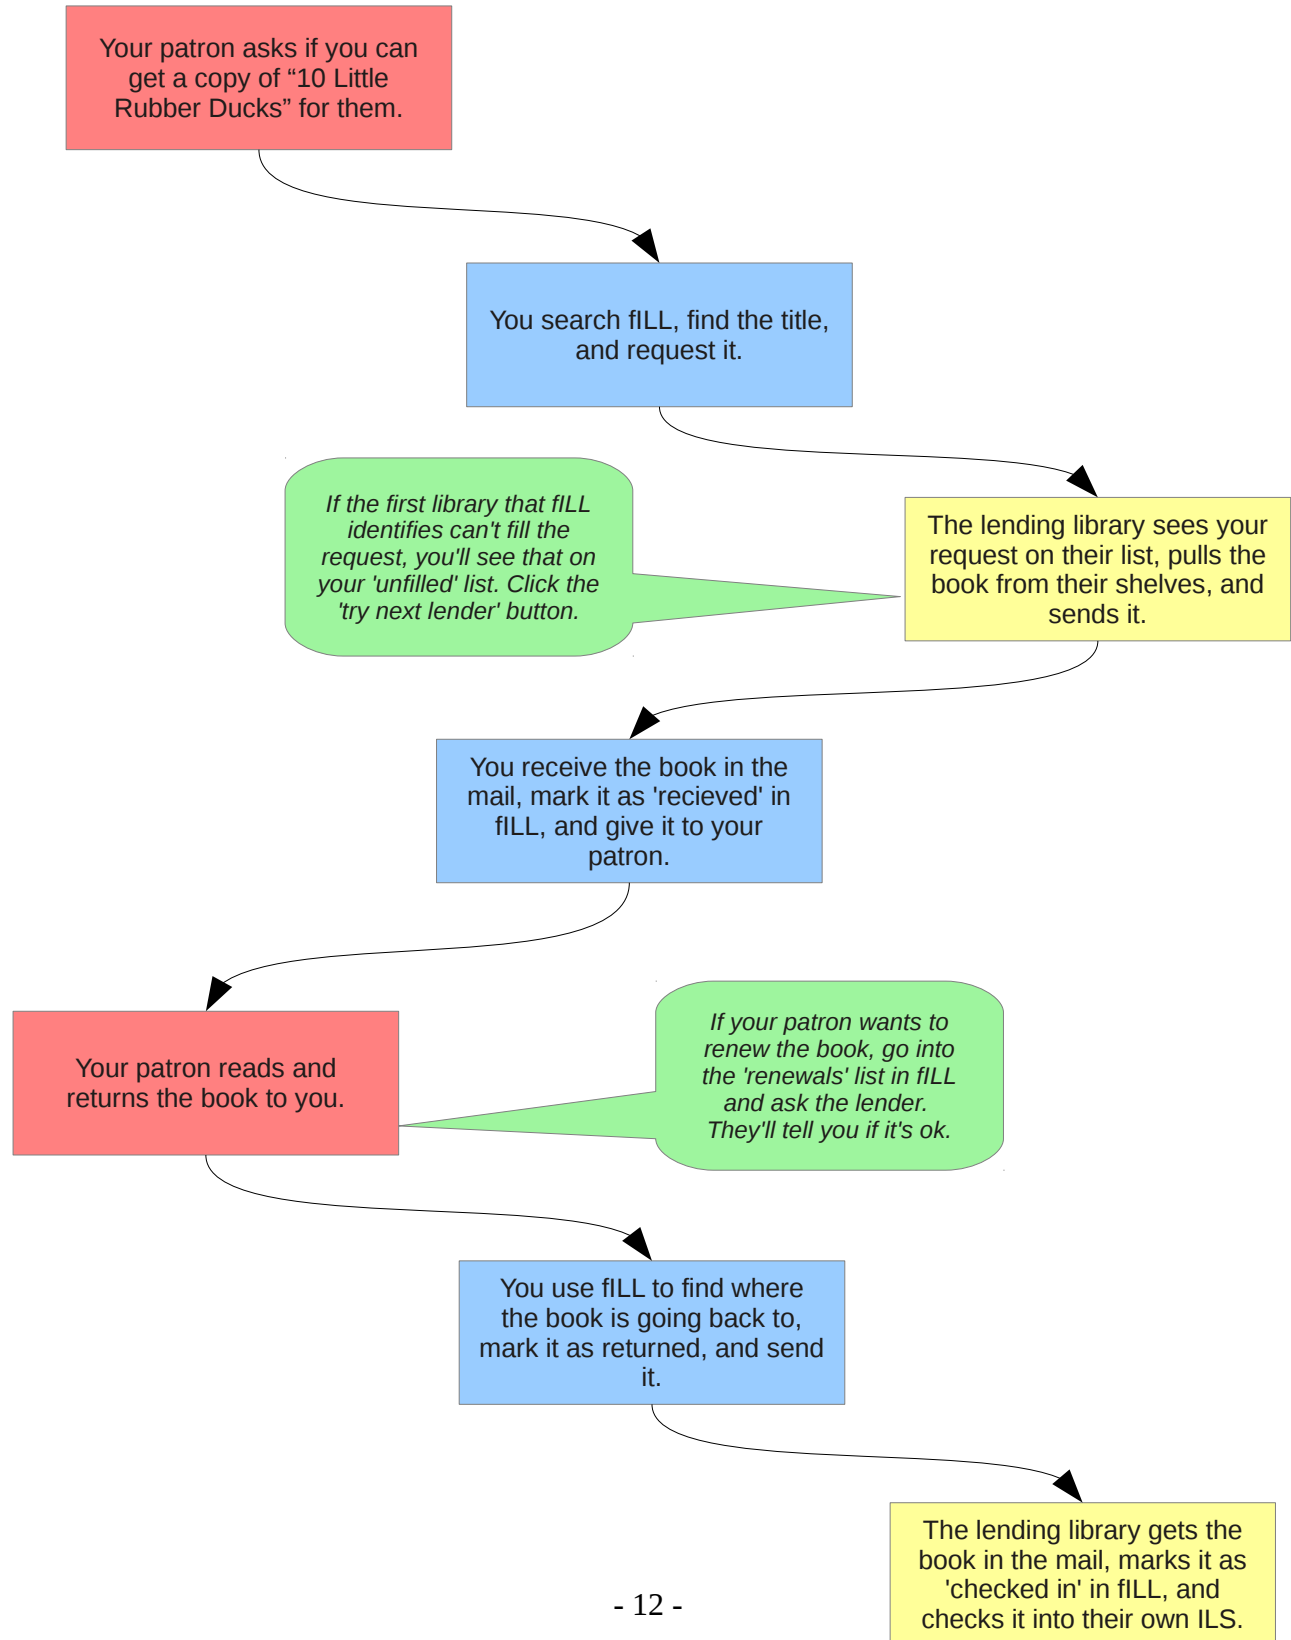 Your patron asks if you can
get a copy of “10 Little
Rubber Ducks” for them.
You search fILL, find the title,
and request it.
If the first library that fILL
identifies can't fill the
request, you'll see that on
your 'unfilled' list. Click the
'try next lender' button.
The lending library sees your
request on their list, pulls the
book from their shelves, and
sends it.
You receive the book in the
mail, mark it as 'recieved' in
fILL, and give it to your
patron.
Your patron reads and
returns the book to you.
If your patron wants to
renew the book, go into
the 'renewals' list in fILL
and ask the lender.
They'll tell you if it's ok.
You use fILL to find where
the book is going back to,
mark it as returned, and send
it.
The lending library gets the
book in the mail, marks it as
'checked in' in fILL, and
checks it into their own ILS.
- 12 -